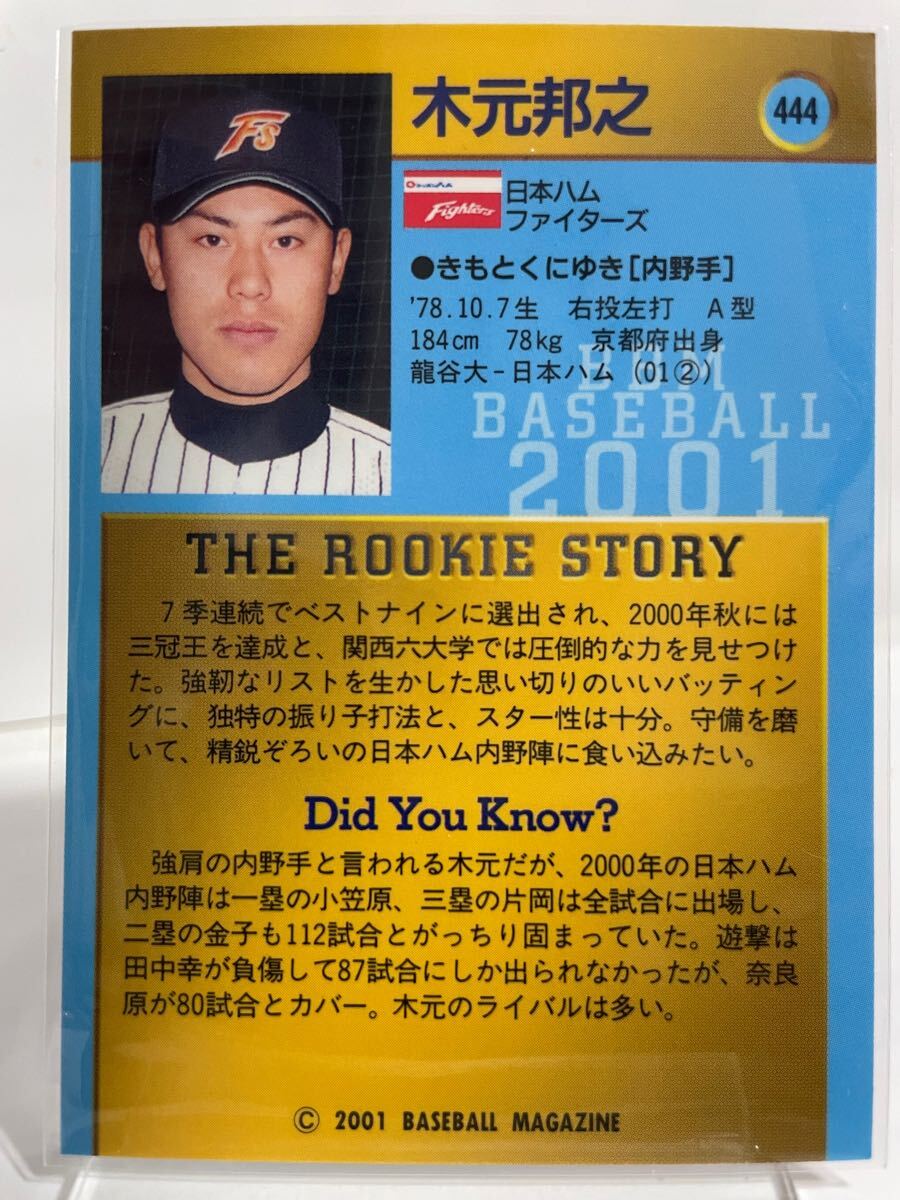 木元邦之
444
Fs
Fighters
日本ハム
ファイターズ
●きもとくにゆき[内野手]
'78.10.7生 右投左打 A型
184cm 78kg 京都府出身
龍谷大-日本ハム(01②)
BBM
BASEBALL
2001
THE ROOKIE STORY
7季連続でベストナインに選出され、2000年秋には
三冠王を達成と、関西六大学では圧倒的な力を見せつけ
た。強靭なリストを生かした思い切りのいいバッティン
グに、独特の振り子打法と、スター性は十分。守備を磨
いて、精鋭ぞろいの日本ハム内野陣に食い込みたい。
Did You Know?
強肩の内野手と言われる木元だが、2000年の日本ハム
内野陣は一塁の小笠原、三塁の片岡は全試合に出場し、
二塁の金子も112試合とがっちり固まっていた。遊撃は
田中幸が負傷して87試合にしか出られなかったが、奈良
原が80試合とカバー。木元のライバルは多い。
© 2001 BASEBALL MAGAZINE